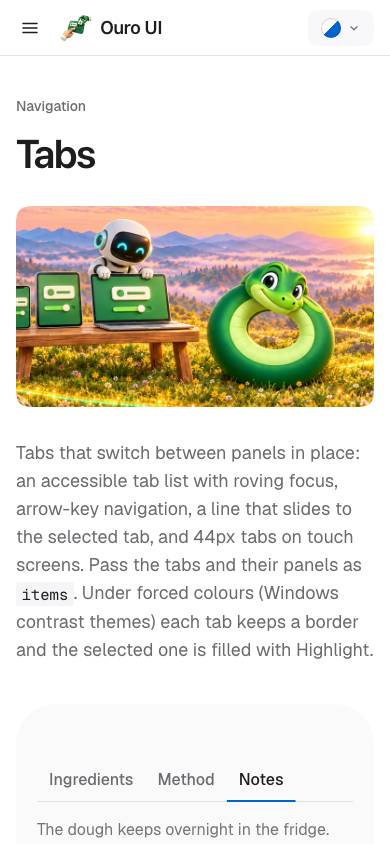 Ouro UI
Navigation
Tabs
Tabs that switch between panels in place:
an accessible tab list with roving focus,
arrow-key navigation, a line that slides to
the selected tab, and 44px tabs on touch
screens. Pass the tabs and their panels as
items. Under forced colours (Windows
contrast themes) each tab keeps a border
and the selected one is filled with Highlight.
Ingredients Method Notes
The dough keeps overnight in the fridge.